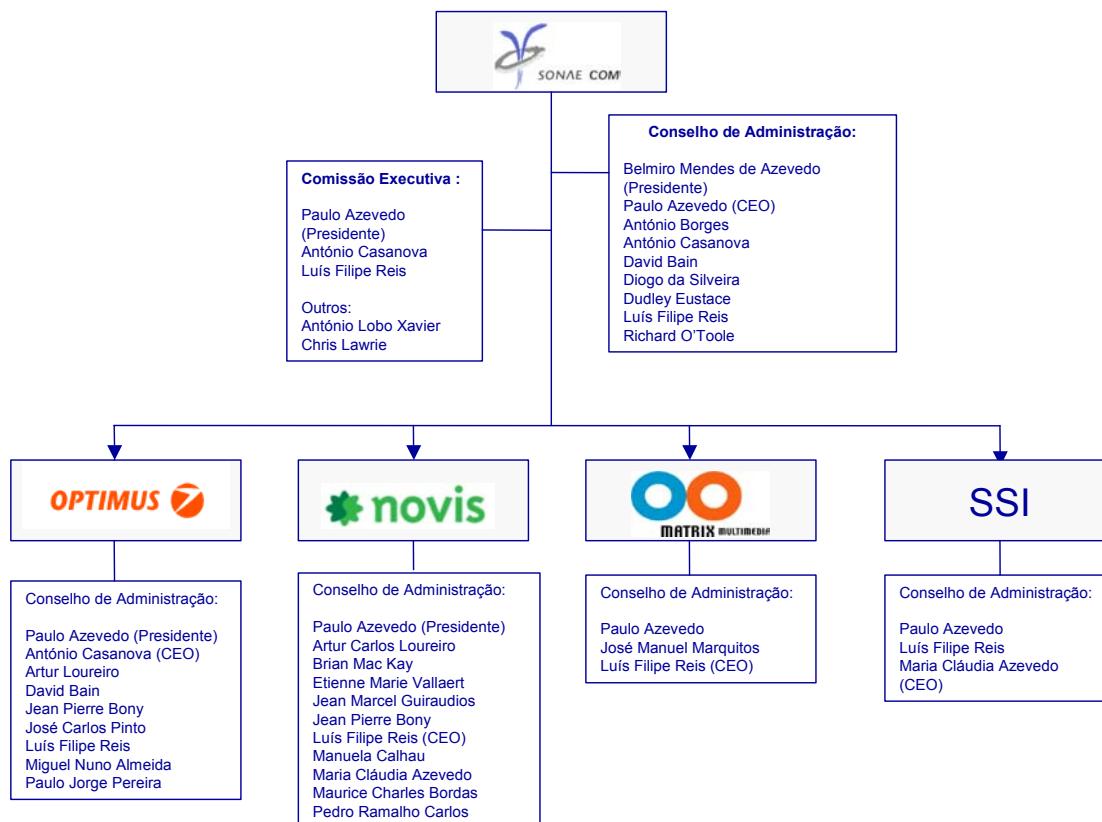 SONAE COM
Conselho de Administração:
Belmiro Mendes de Azevedo
(Presidente)
Paulo Azevedo (CEO)
António Borges
António Casanova
David Bain
Diogo da Silveira
Dudley Eustace
Luís Filipe Reis
Richard O'Toole
Comissão Executiva :
Paulo Azevedo
(Presidente)
António Casanova
Luís Filipe Reis
Outros:
António Lobo Xavier
Chris Lawrie
OPTIMUS
novis
MATRIX MULTIMEDIA
SSI
Conselho de Administração:
Paulo Azevedo (Presidente)
António Casanova (CEO)
Artur Loureiro
David Bain
Jean Pierre Bony
José Carlos Pinto
Luís Filipe Reis
Miguel Nuno Almeida
Paulo Jorge Pereira
Conselho de Administração:
Paulo Azevedo (Presidente)
Artur Carlos Loureiro
Brian Mac Kay
Etienne Marie Vallaert
Jean Marcel Guiraudios
Jean Pierre Bony
Luís Filipe Reis (CEO)
Manuela Calhau
Maria Cláudia Azevedo
Maurice Charles Bordas
Pedro Ramalho Carlos
Conselho de Administração:
Paulo Azevedo
José Manuel Marquitos
Luís Filipe Reis (CEO)
Conselho de Administração:
Paulo Azevedo
Luís Filipe Reis
Maria Cláudia Azevedo
(CEO)